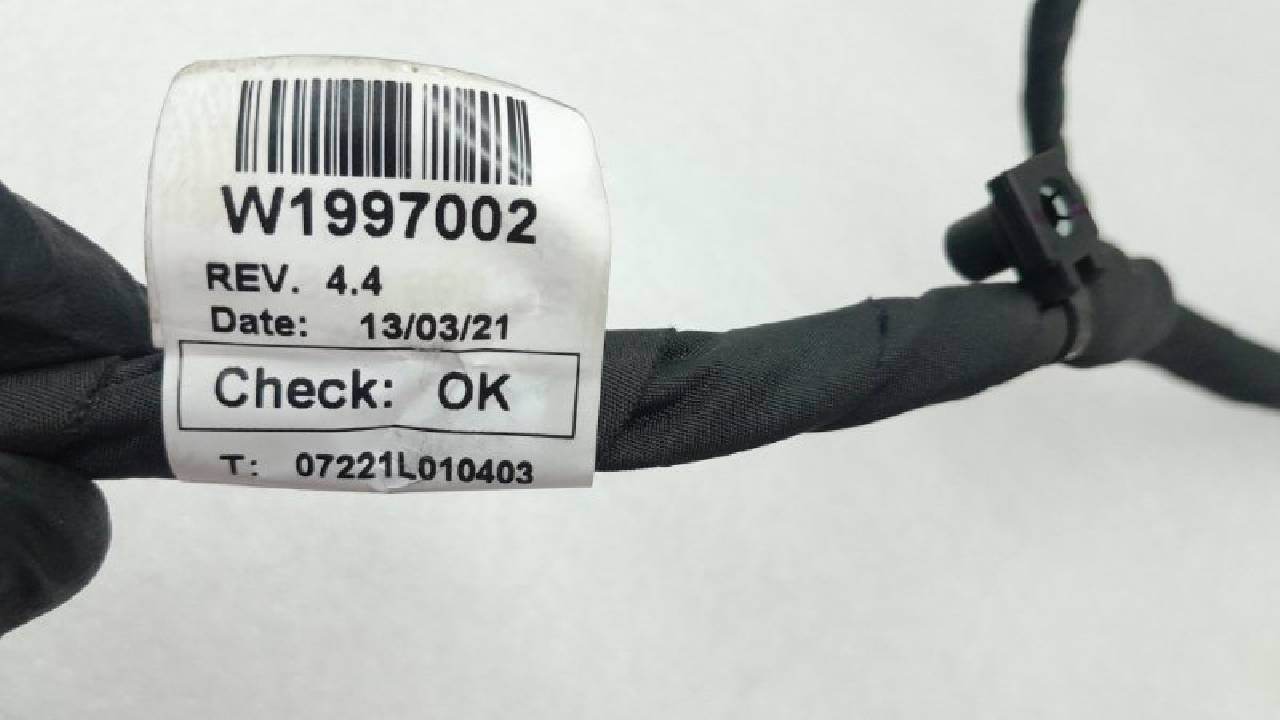 W1997002
REV. 4.4
Date: 13/03/21
Check: OK
T: 07221L010403